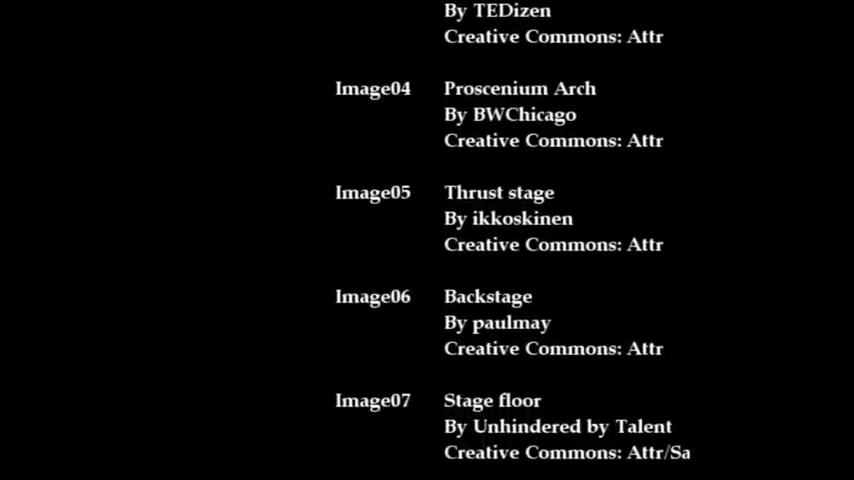 By TEDizen
Creative Commons: Attr
Image04 Proscenium Arch
By BWChicago
Creative Commons: Attr
Image05 Thrust stage
By ikkoskinen
Creative Commons: Attr
Image06 Backstage
By paulmay
Creative Commons: Attr
Image07 Stage floor
By Unhindered by Talent
Creative Commons: Attr/Sa